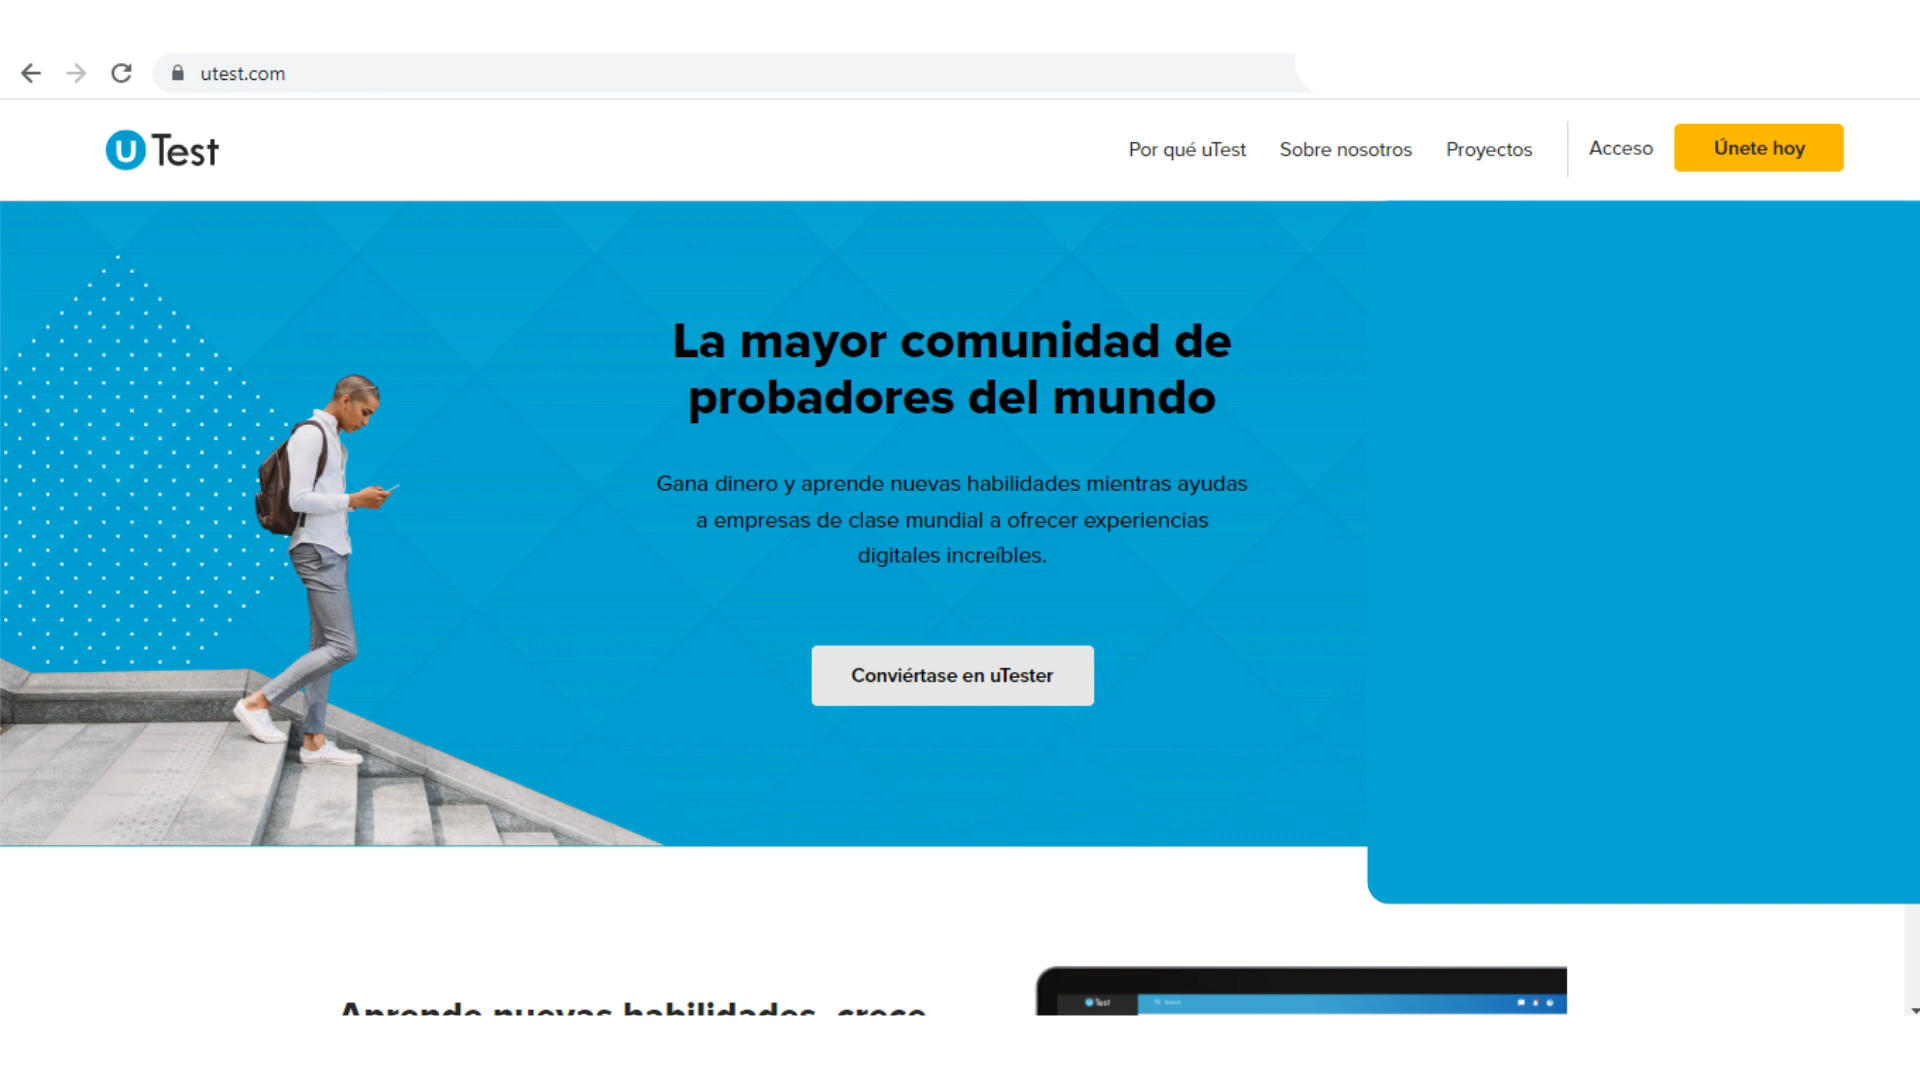 utest.com
uTest
Por qué uTest
Sobre nosotros
Proyectos
Acceso
Únete hoy
La mayor comunidad de
probadores del mundo
Gana dinero y aprende nuevas habilidades mientras ayudas
a empresas de clase mundial a ofrecer experiencias
digitales increíbles.
Conviértase en uTester
Aprende nuevas habilidades, crece
uTest